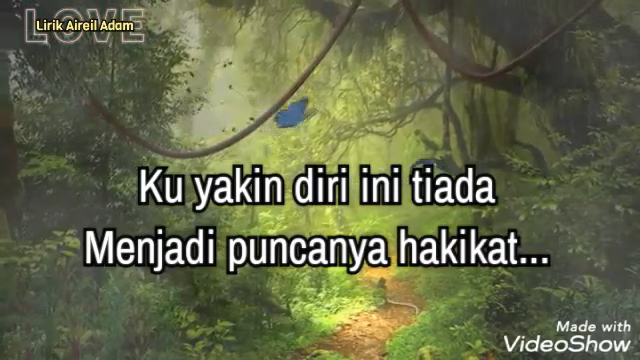 LOVE
Lirik Aireil Adam
Ku yakin diri ini tiada
Menjadi puncanya hakikat...
Made with
VideoShow